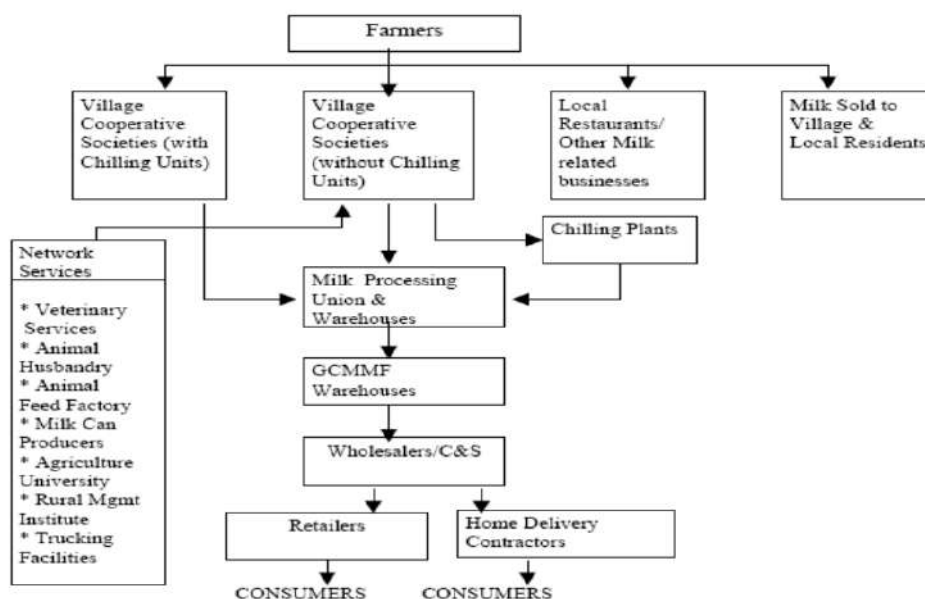 Farmers
Village
Cooperative
Societies (with
Chilling Units)
Village
Cooperative
Societies
(without Chilling
Units)
Local
Restaurants/
Other Milk
related
businesses
Milk Sold to
Village &
Local Residents
Chilling Plants
Network
Services
* Veterinary
Services
* Animal
Husbandry
* Animal
Feed Factory
* Milk Can
Producers
* Agriculture
University
* Rural Mgmt
Institute
* Trucking
Facilities
Milk Processing
Union &
Warehouses
GCMMF
Warehouses
Wholesalers/C&S
Retailers
Home Delivery
Contractors
CONSUMERS
CONSUMERS